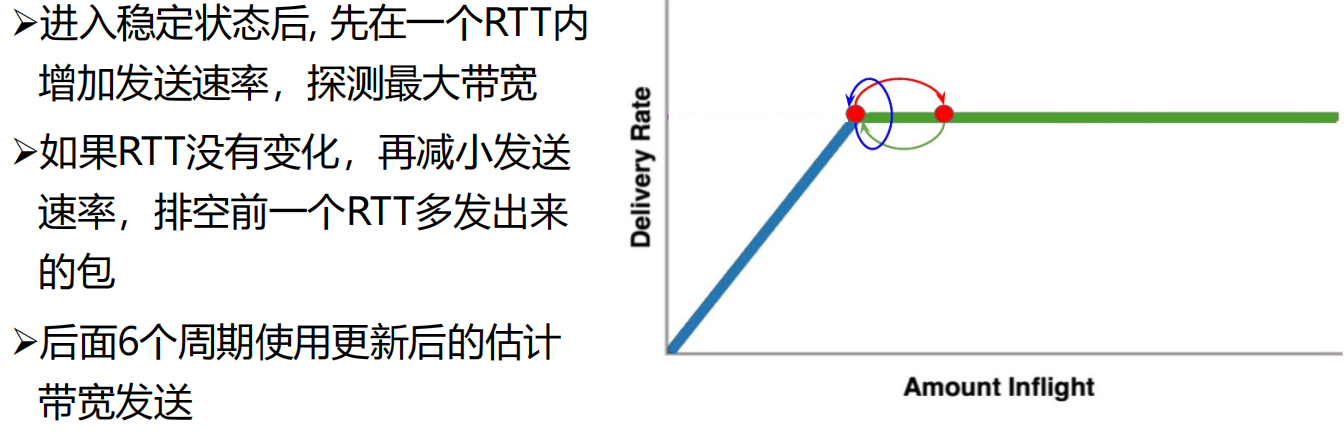 ➢进入稳定状态后, 先在一个RTT内
增加发送速率，探测最大带宽
➢如果RTT没有变化，再减小发送
速率，排空前一个RTT多发出来
的包
➢后面6个周期使用更新后的估计
带宽发送
Delivery Rate
Amount Inflight